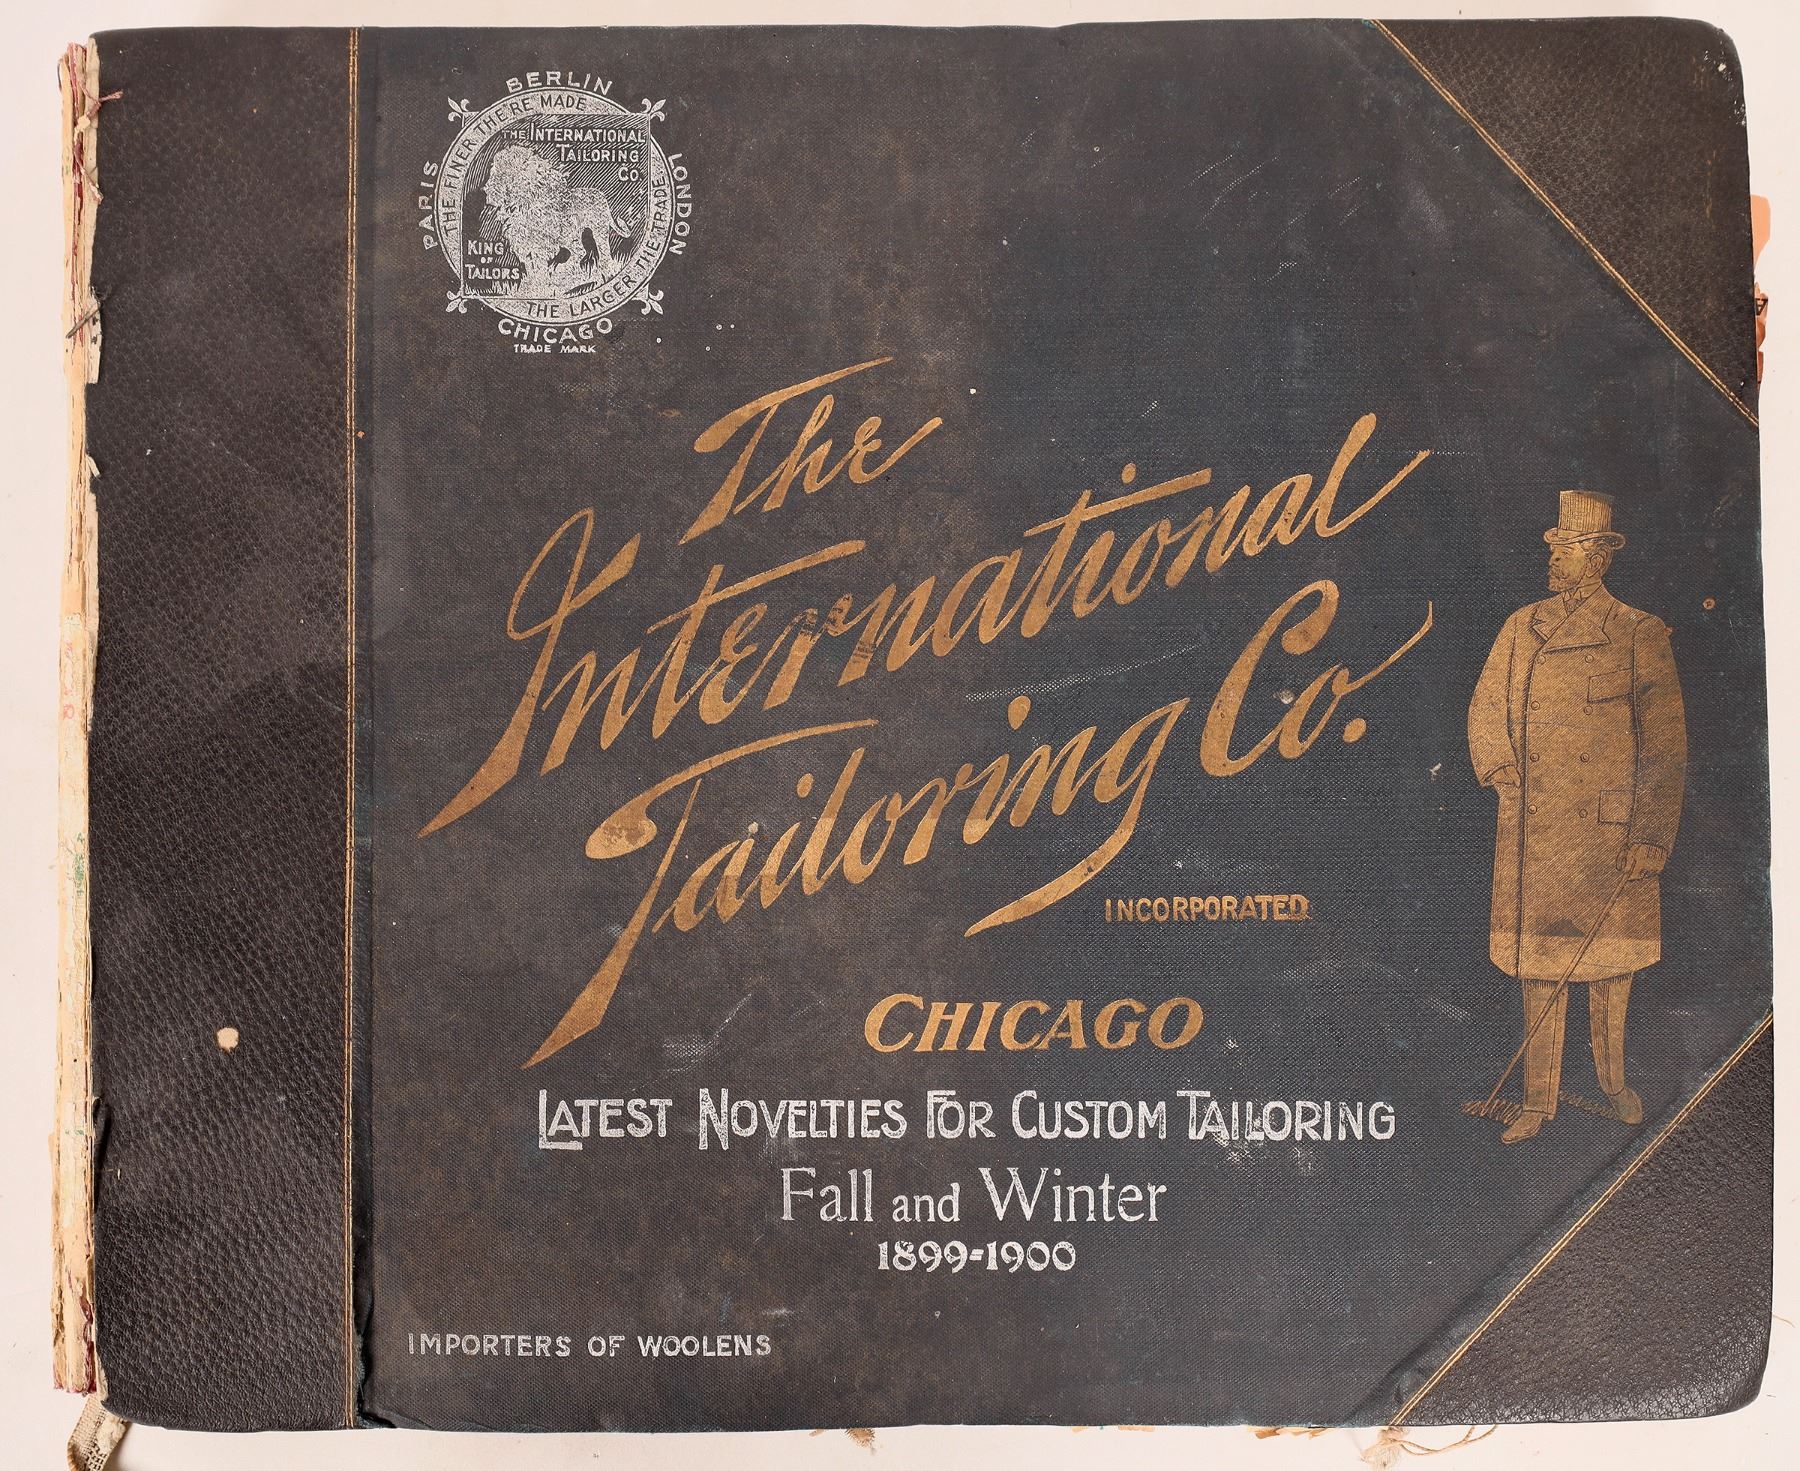 BERLIN
PARIS
LONDON
THE FINER THE'RE MADE
THE LARGER THE TRADE
THE INTERNATIONAL
TAILORING
CO.
KING
OF
TAILORS
CHICAGO
TRADE MARK
The
International
Tailoring Co.
INCORPORATED
CHICAGO
LATEST NOVELTIES FOR CUSTOM TAILORING
Fall and Winter
1899-1900
IMPORTERS OF WOOLENS